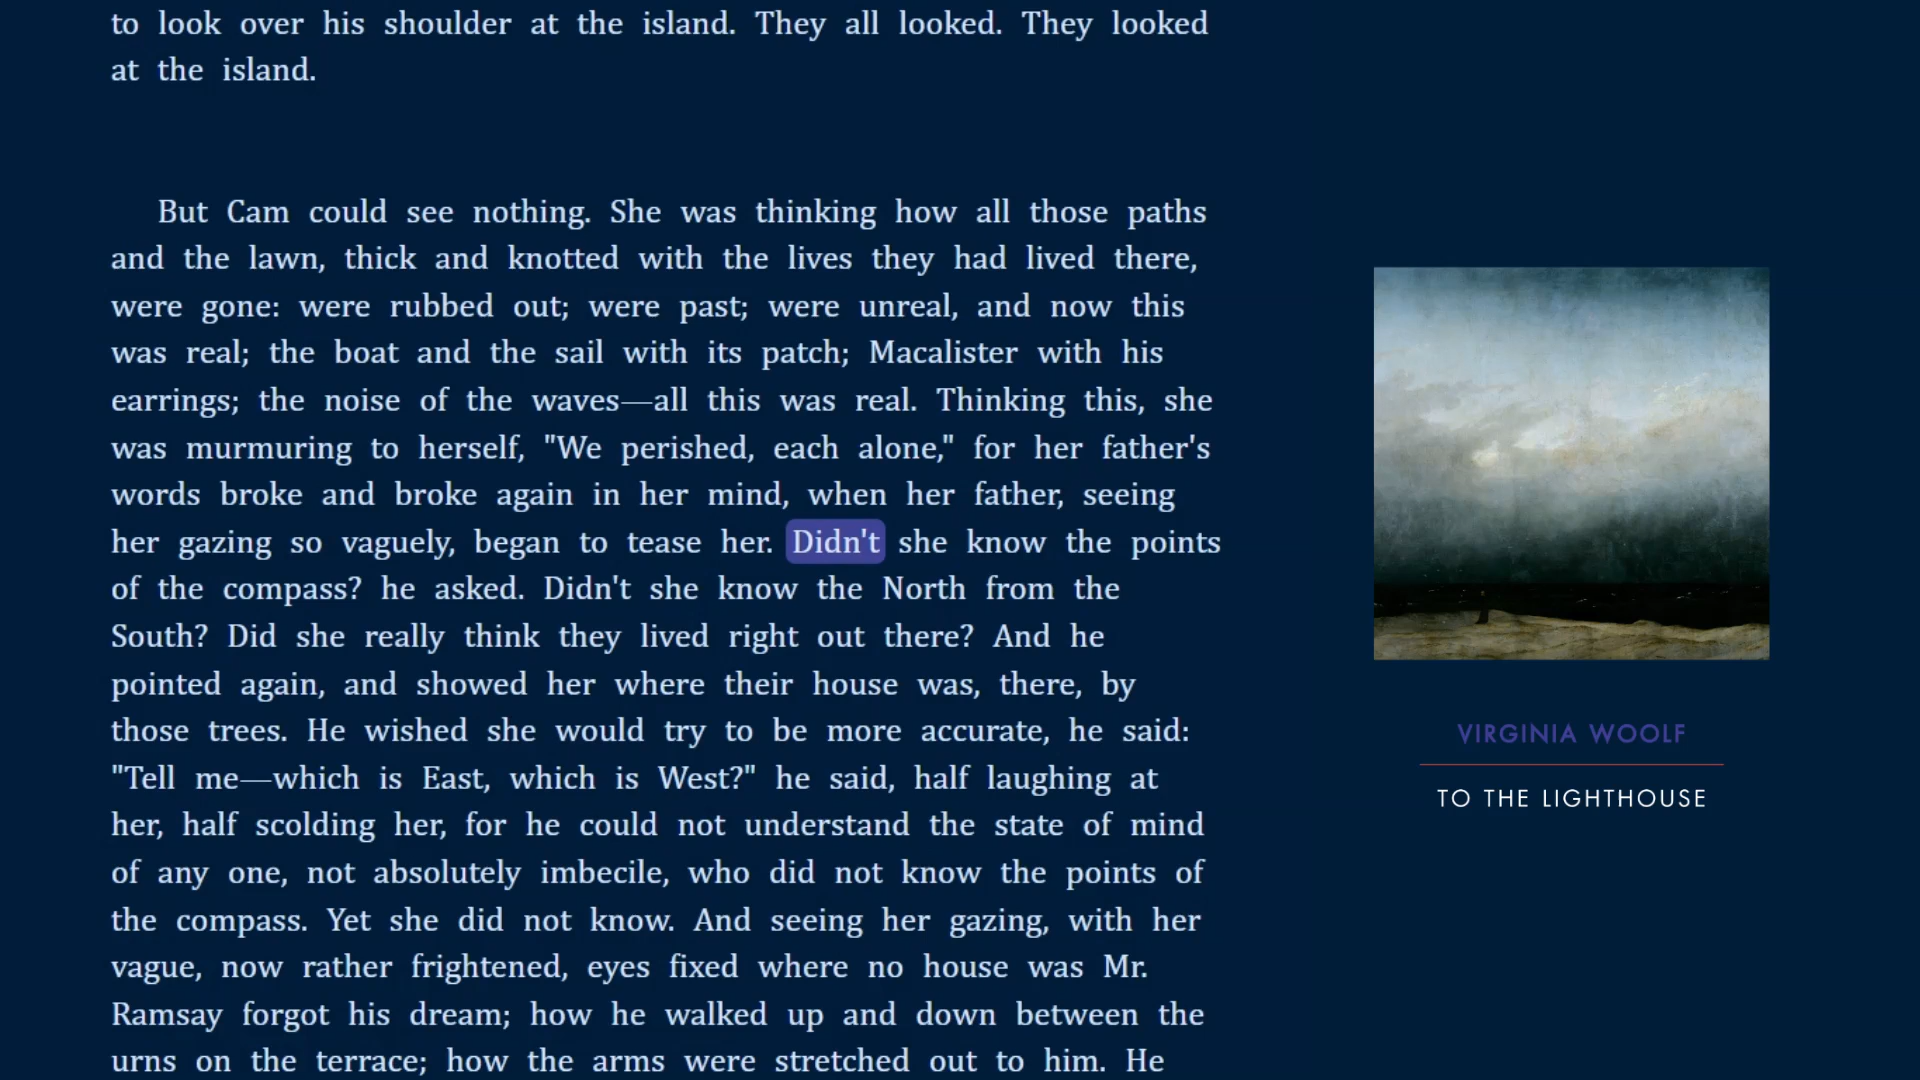 to look over his shoulder at the island. They all looked. They looked
at the island.
But Cam could see nothing. She was thinking how all those paths
and the lawn, thick and knotted with the lives they had lived there,
were gone: were rubbed out; were past; were unreal, and now this
was real; the boat and the sail with its patch; Macalister with his
earrings; the noise of the waves—all this was real. Thinking this, she
was murmuring to herself, "We perished, each alone," for her father's
words broke and broke again in her mind, when her father, seeing
her gazing so vaguely, began to tease her. Didn't she know the points
of the compass? he asked. Didn't she know the North from the
South? Did she really think they lived right out there? And he
pointed again, and showed her where their house was, there, by
those trees. He wished she would try to be more accurate, he said:
"Tell me—which is East, which is West?" he said, half laughing at
her, half scolding her, for he could not understand the state of mind
of any one, not absolutely imbecile, who did not know the points of
the compass. Yet she did not know. And seeing her gazing, with her
vague, now rather frightened, eyes fixed where no house was Mr.
Ramsay forgot his dream; how he walked up and down between the
urns on the terrace; how the arms were stretched out to him. He
VIRGINIA WOOLF
TO THE LIGHTHOUSE